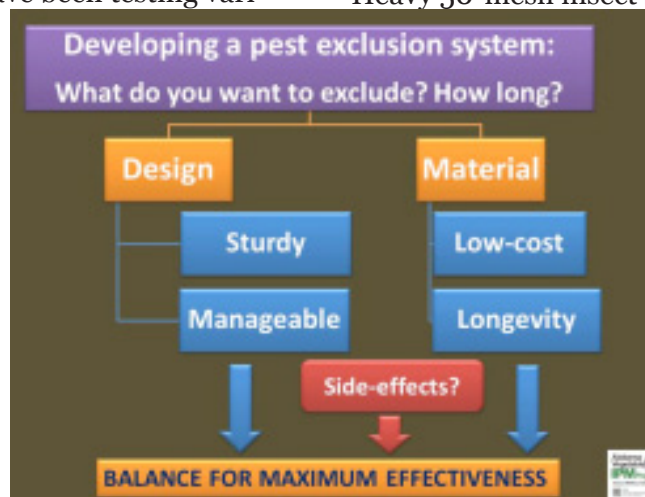 Developing a pest exclusion system:
What do you want to exclude? How long?
Design
Material
Sturdy
Low-cost
Manageable
Longevity
Side-effects?
BALANCE FOR MAXIMUM EFFECTIVENESS